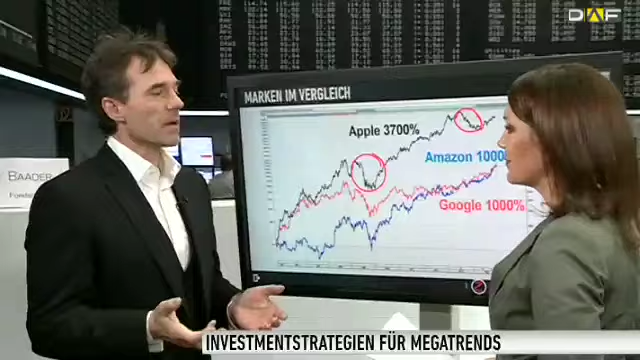 DAF
MARKEN IM VERGLEICH
Apple 3700%
BAADER
Amazon 1000
Google 1000%
INVESTMENTSTRATEGIEN FÜR MEGATRENDS